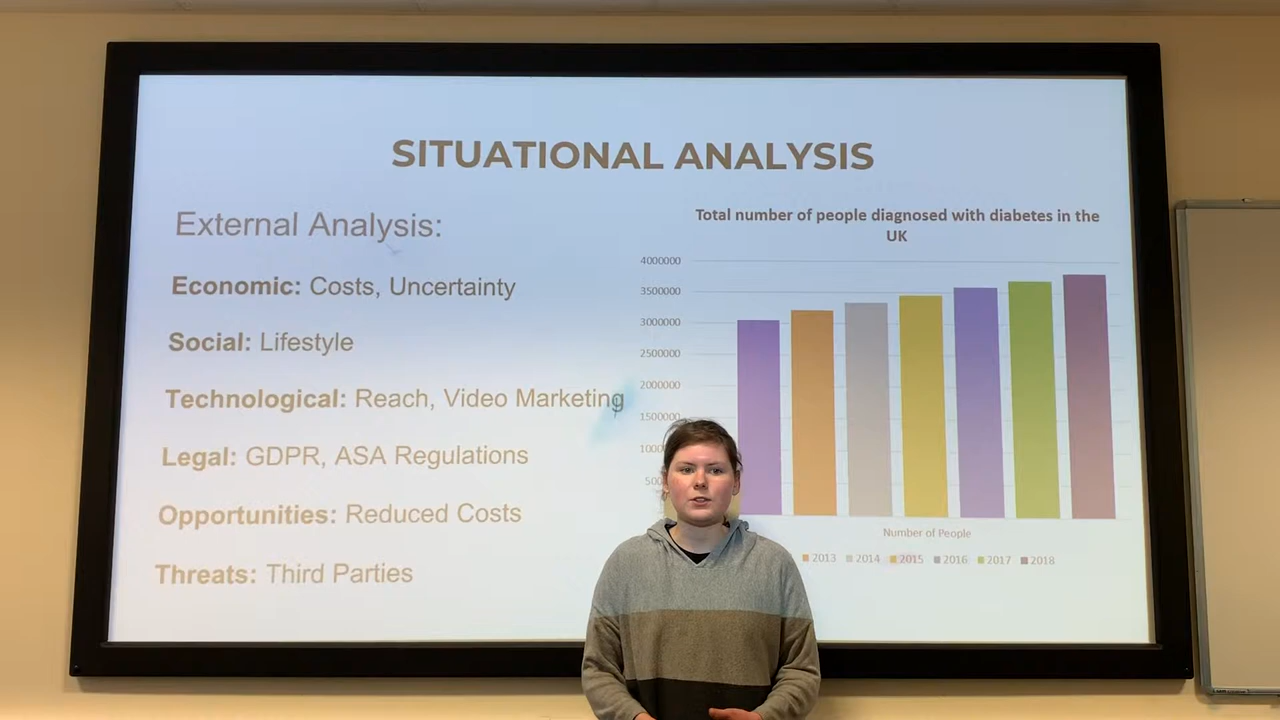 SITUATIONAL ANALYSIS
External Analysis:
Economic: Costs, Uncertainty
Social: Lifestyle
Technological: Reach, Video Marketing
Legal: GDPR, ASA Regulations
Opportunities: Reduced Costs
Threats: Third Parties
Total number of people diagnosed with diabetes in the
UK
4000000
3500000
3000000
2500000
2000000
1500000
Number of People
2013 2014 2015 2016 2017 2018